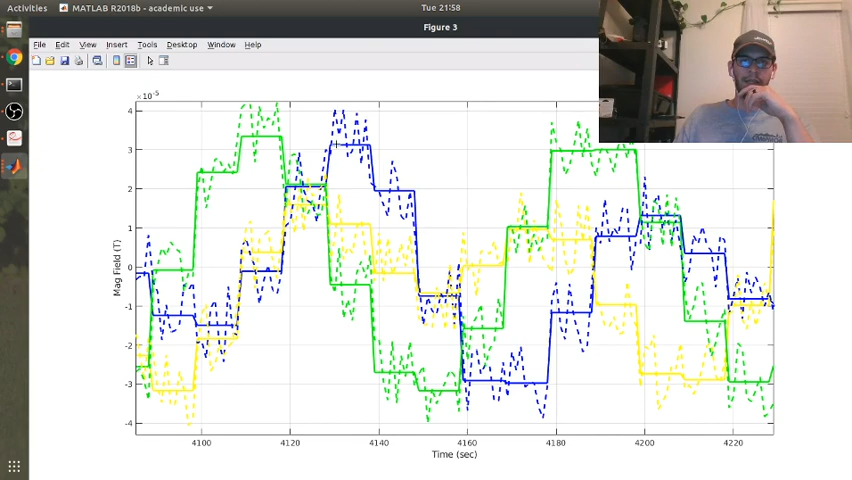 Activities
MATLAB R2018b - academic use
Tue 21:58
Figure 3
File Edit View Insert Tools Desktop Window Help
×10⁻⁵
4
3
2
1
0
-1
-2
-3
-4
Mag Field (T)
4100 4120 4140 4160 4180 4200 4220
Time (sec)